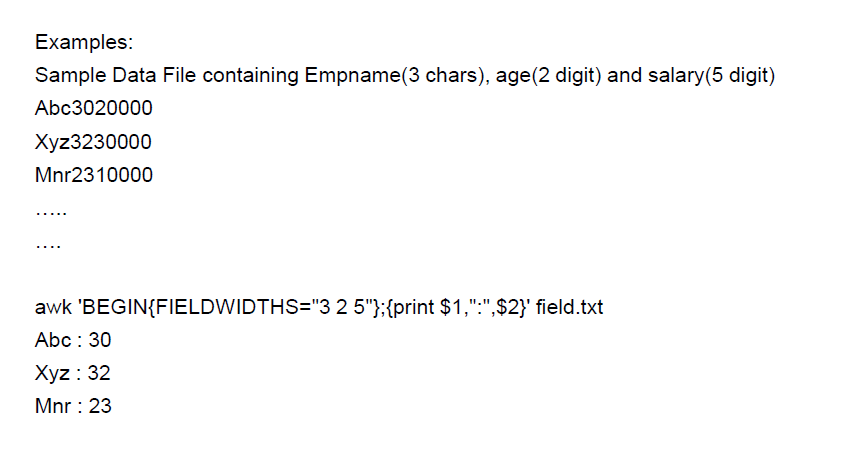 Examples:
Sample Data File containing Empname(3 chars), age(2 digit) and salary(5 digit)
Abc3020000
Xyz3230000
Mnr2310000
…..
….
awk 'BEGIN{FIELDWIDTHS="3 2 5"};{print $1,":",$2}' field.txt
Abc : 30
Xyz : 32
Mnr : 23